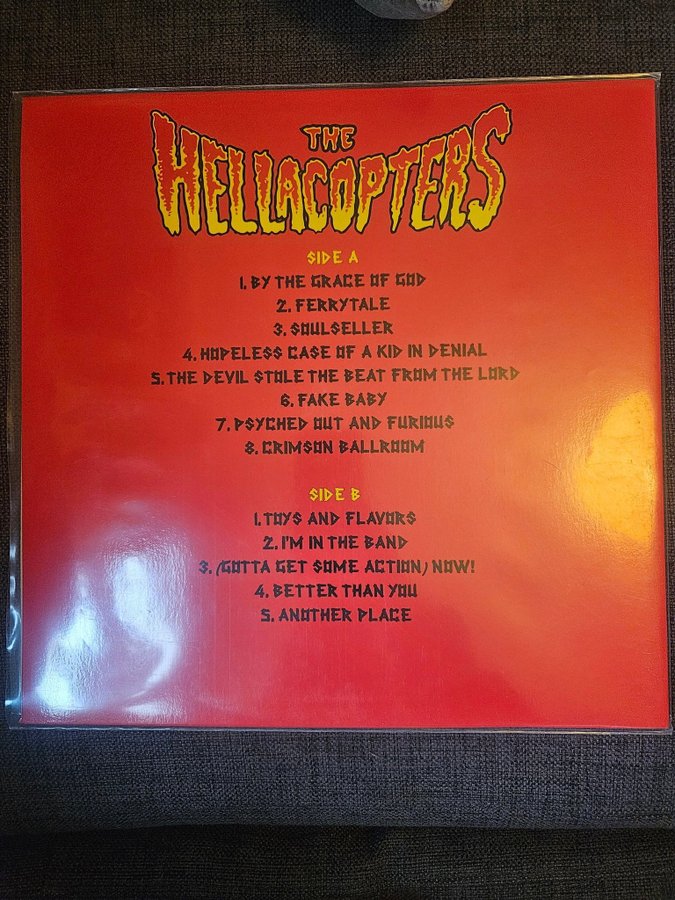 THE
HELLACOPTERS
SIDE A
1. BY THE GRACE OF GOD
2. FERRYTALE
3. SOULSELLER
4. HOPELESS CASE OF A KID IN DENIAL
5. THE DEVIL STOLE THE BEAT FROM THE LORD
6. FAKE BABY
7. PSYCHED OUT AND FURIOUS
8. CRIMSON BALLROOM
SIDE B
1. TOYS AND FLAVORS
2. I'M IN THE BAND
3. (GOTTA GET SOME ACTION) NOW!
4. BETTER THAN YOU
5. ANOTHER PLACE